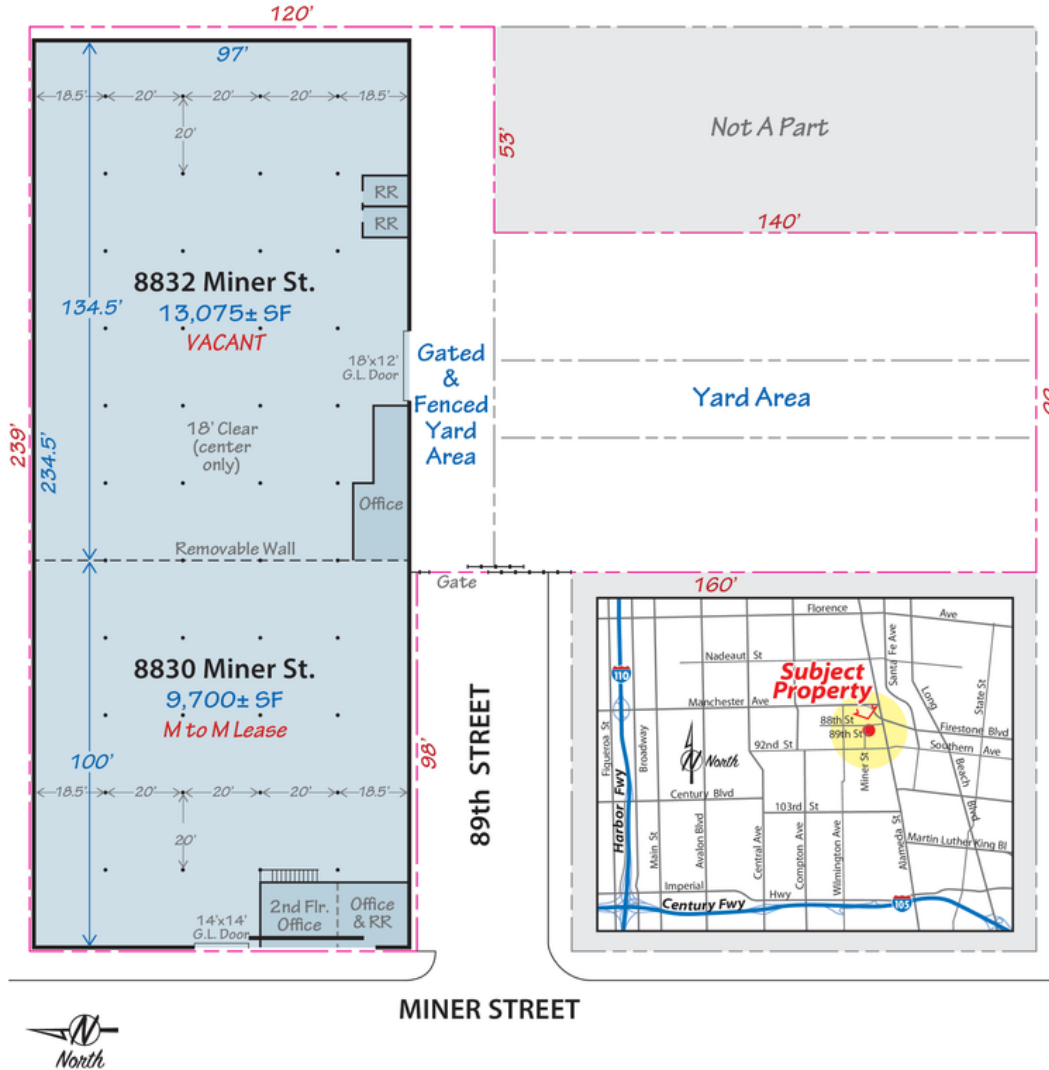 120'
97'
18.5' 20' 20' 20' 18.5'
20'
53'
Not A Part
RR
RR
140'
8832 Miner St.
13,075± SF
VACANT
134.5'
18'x12'
G.L. Door
Gated
&
Fenced
Yard
Area
Yard Area
239'
234.5'
18' Clear
(center
only)
Office
Removable Wall
Gate
160'
8830 Miner St.
9,700± SF
M to M Lease
100'
98'
89th STREET
18.5' 20' 20' 20' 18.5'
20'
14'x14'
G.L. Door
2nd Flr.
Office
Office
& RR
MINER STREET
North
Florence Ave
Nadeaut St
Santa Fe Ave
110
Subject
Property
Long
State St
Manchester Ave
88th St
89th St
Firestone Blvd
Southern Ave
92nd St
Figueroa St
Broadway
North
Miner St
Beach
Blvd
Harbor Fwy
Century Blvd
103rd St
Main St
Avalon Blvd
Central Ave
Compton Ave
Wilmington Ave
Alameda St
Martin Luther King Bl
Imperial Hwy
Century Fwy
105